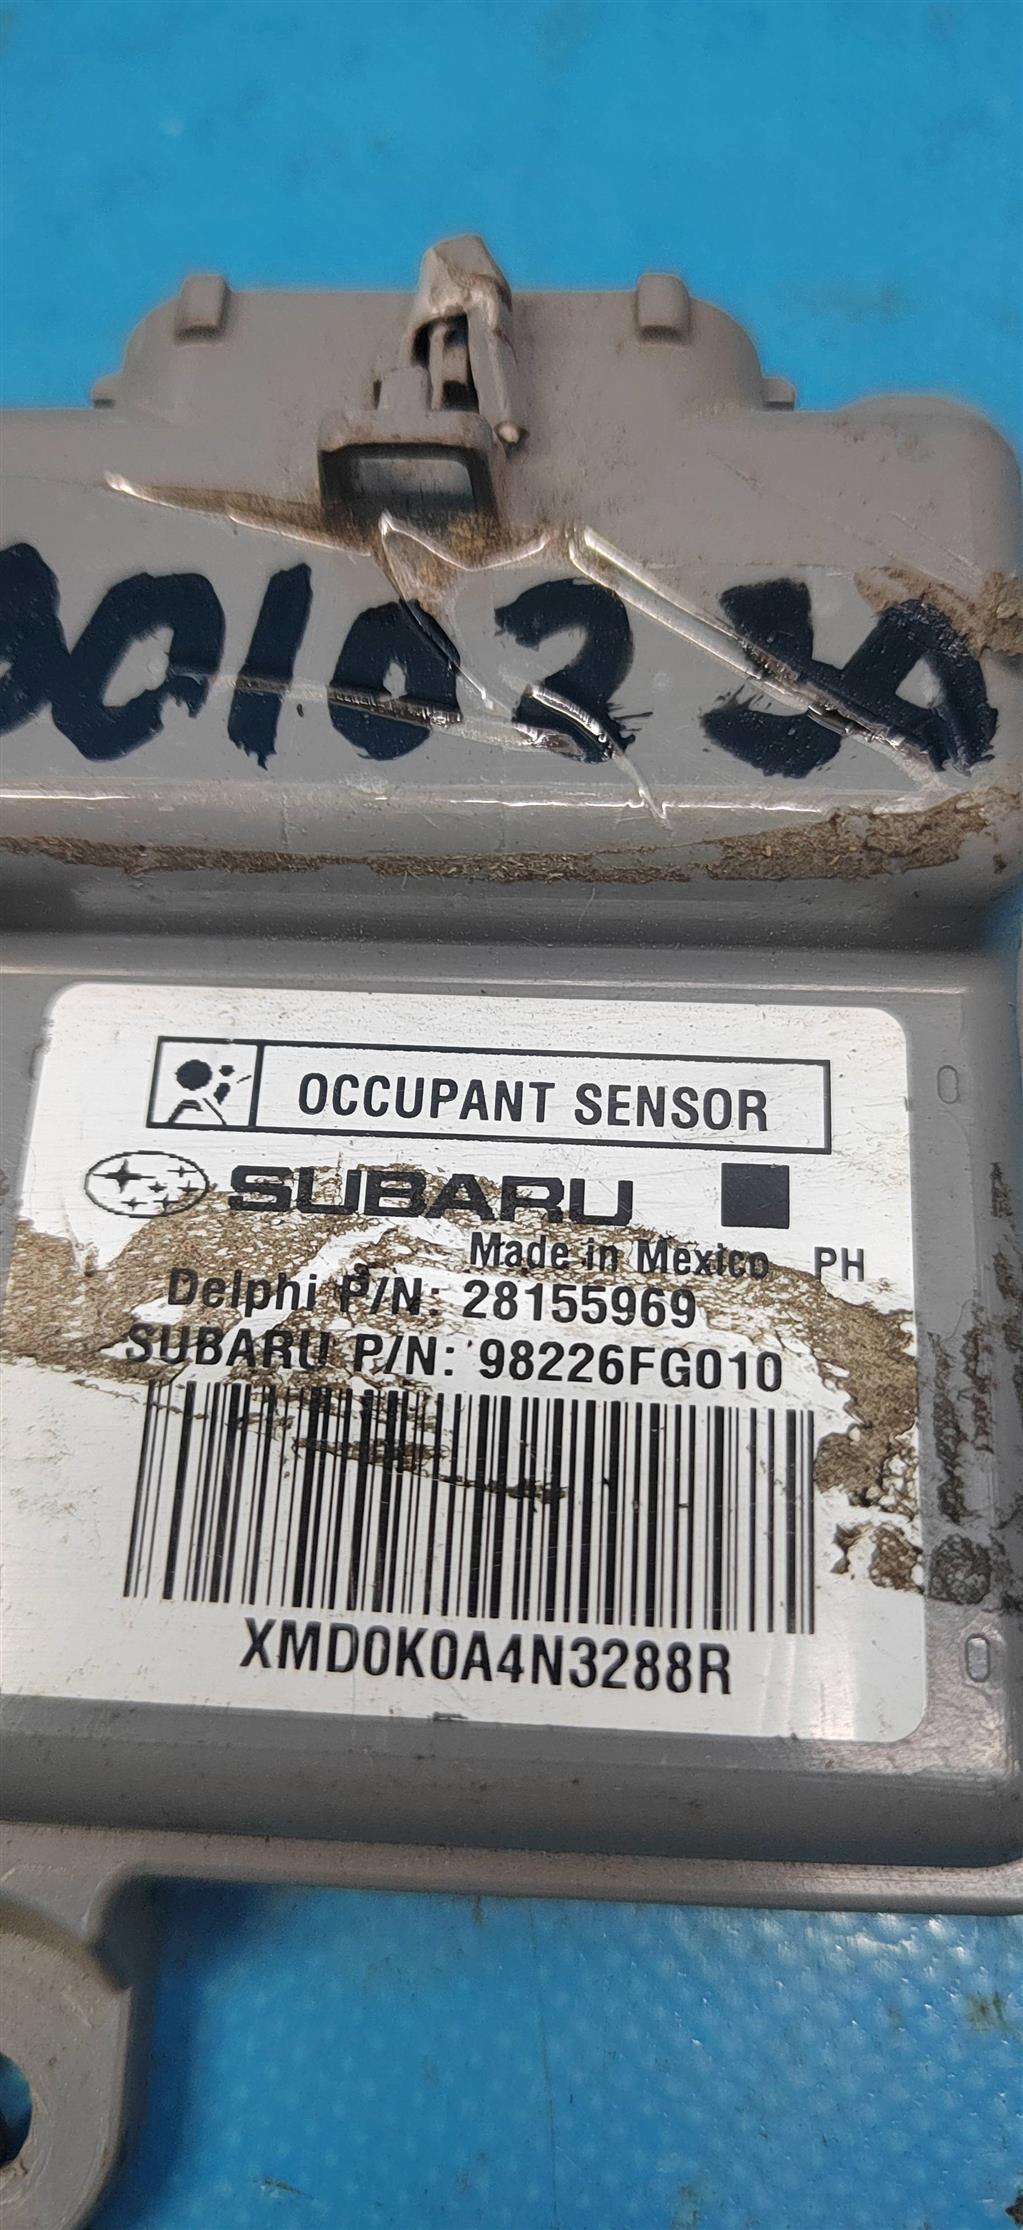 OCCUPANT SENSOR
SUBARU
Made in Mexico PH
Delphi P/N: 28155969
SUBARU P/N: 98226FG010
XMD0K0A4N3288R